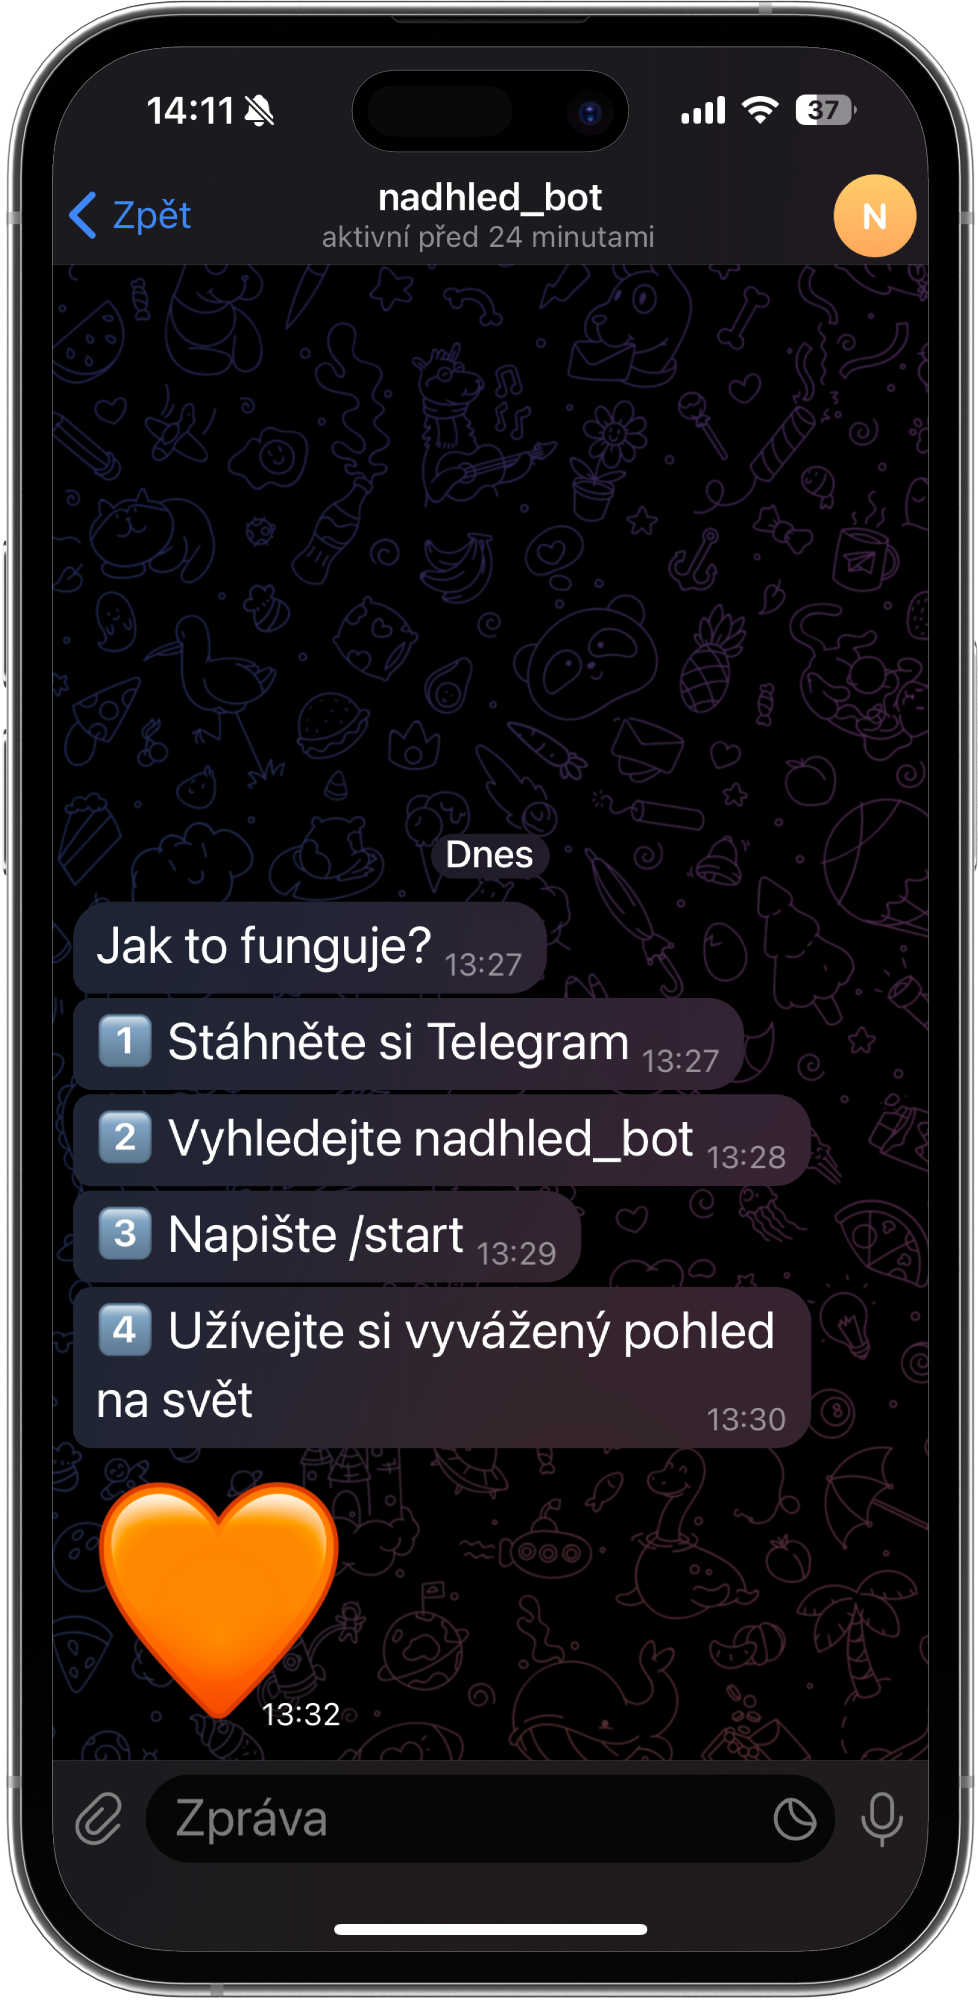 14:11
37
Zpět
nadhled_bot
aktivní před 24 minutami
N
Dnes
Jak to funguje? 13:27
1 Stáhněte si Telegram 13:27
2 Vyhledejte nadhled_bot 13:28
3 Napište /start 13:29
4 Užívejte si vyvážený pohled
na svět 13:30
13:32
Zpráva